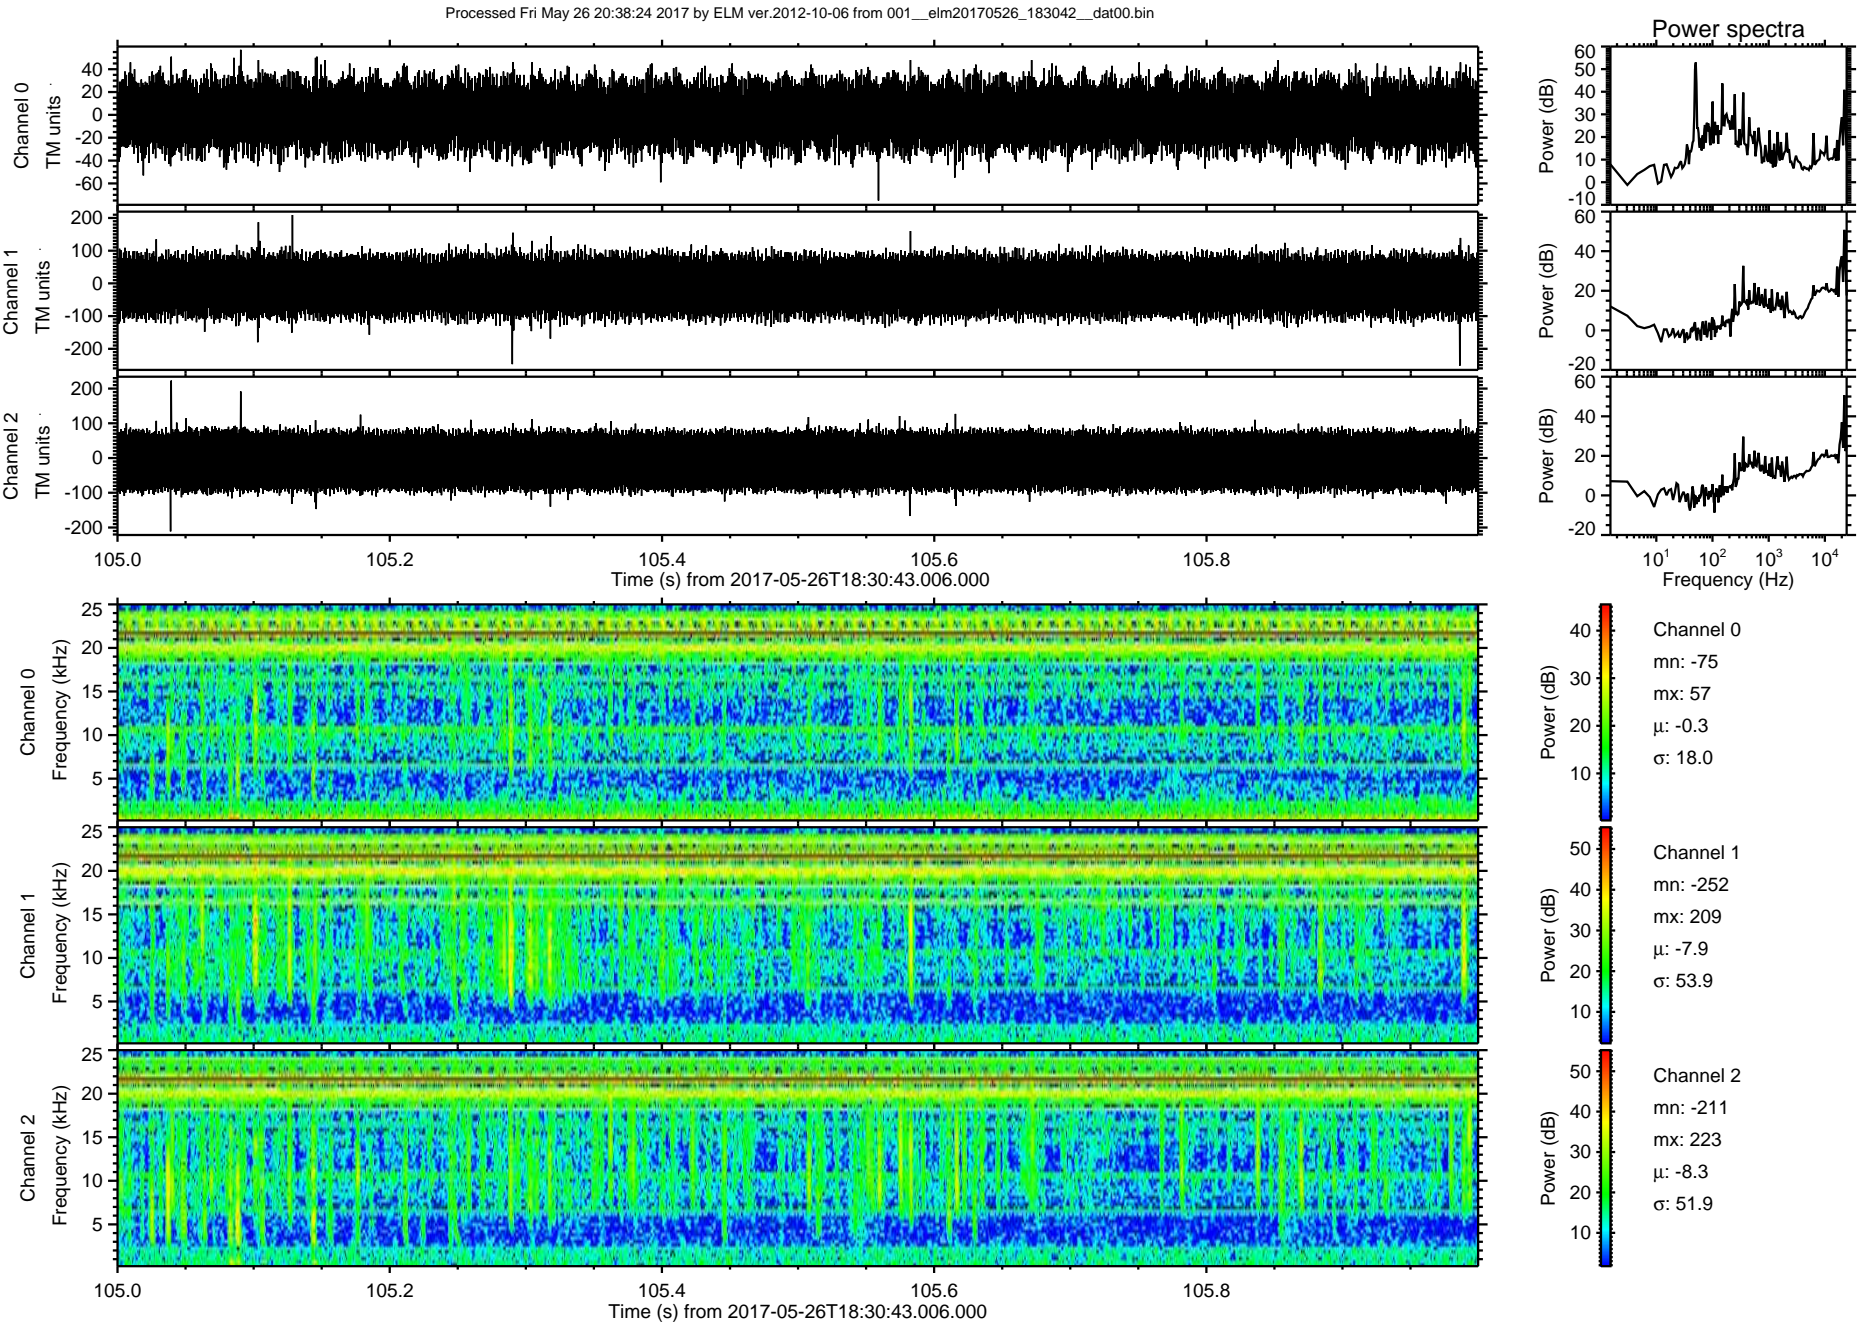 Processed Fri May 26 20:38:24 2017 by ELM ver.2012-10-06 from 001__elm20170526_183042__dat00.bin
Power spectra
Channel 0
TM units
40
20
0
-20
-40
-60
Power (dB)
60
50
40
30
20
10
0
-10
Channel 1
TM units
200
100
0
-100
-200
Power (dB)
60
40
20
0
-20
Channel 2
TM units
200
100
0
-100
-200
Power (dB)
60
40
20
0
-20
105.0 105.2 105.4 105.6 105.8
Time (s) from 2017-05-26T18:30:43.006.000
10¹ 10² 10³ 10⁴
Frequency (Hz)
Channel 0
Frequency (kHz)
25
20
15
10
5
Power (dB)
40
30
20
10
Channel 0
mn: -75
mx: 57
µ: -0.3
σ: 18.0
Channel 1
Frequency (kHz)
25
20
15
10
5
Power (dB)
50
40
30
20
10
Channel 1
mn: -252
mx: 209
µ: -7.9
σ: 53.9
Channel 2
Frequency (kHz)
25
20
15
10
5
Power (dB)
50
40
30
20
10
Channel 2
mn: -211
mx: 223
µ: -8.3
σ: 51.9
105.0 105.2 105.4 105.6 105.8
Time (s) from 2017-05-26T18:30:43.006.000